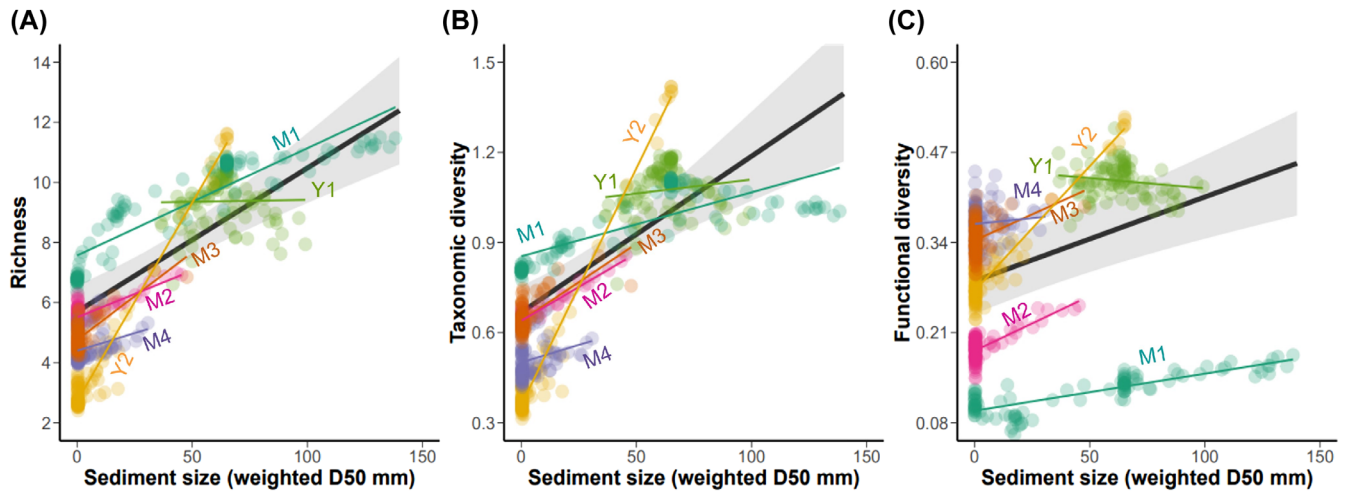 (A)
Richness
14
12
10
8
6
4
2
M1
Y1
M3
M2
M4
Y2
0
50
100
150
Sediment size (weighted D50 mm)
(B)
Taxonomic diversity
1.5
1.2
0.9
0.6
0.3
Y2
Y1
M1
M3
M2
M4
0
50
100
150
Sediment size (weighted D50 mm)
(C)
Functional diversity
0.60
0.47
0.34
0.21
0.08
Y2
Y1
M4
M3
M2
M1
0
50
100
150
Sediment size (weighted D50 mm)